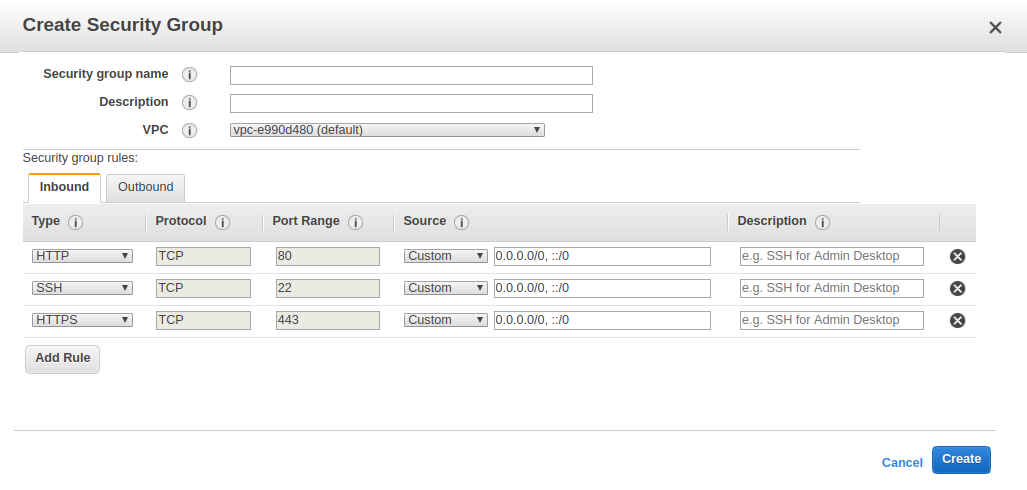 Create Security Group
Security group name
Description
VPC vpc-e990d480 (default)
Security group rules:
Inbound Outbound
Type Protocol Port Range Source Description
HTTP TCP 80 Custom 0.0.0.0/0, ::/0 e.g. SSH for Admin Desktop
SSH TCP 22 Custom 0.0.0.0/0, ::/0 e.g. SSH for Admin Desktop
HTTPS TCP 443 Custom 0.0.0.0/0, ::/0 e.g. SSH for Admin Desktop
Add Rule
Cancel Create